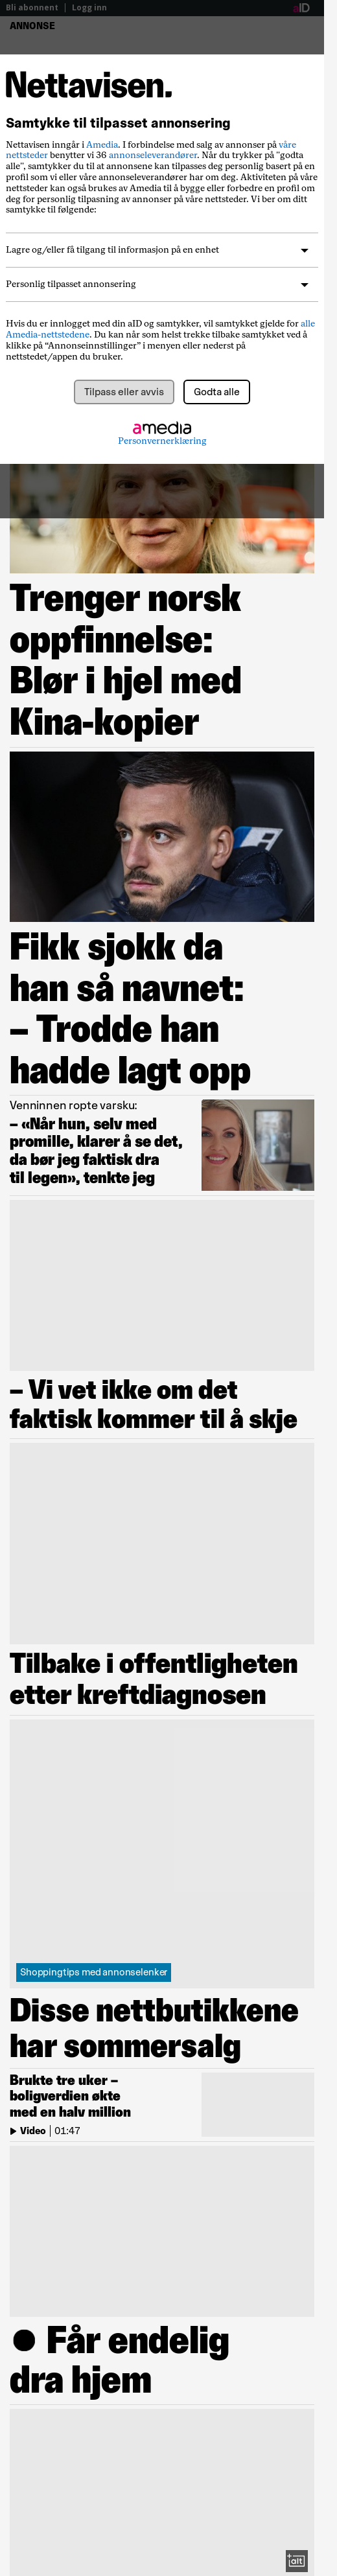 Bli abonnent | Logg inn
aID
ANNONSE
Nettavisen.
Samtykke til tilpasset annonsering
Nettavisen inngår i Amedia. I forbindelse med salg av annonser på våre
nettsteder benytter vi 36 annonseleverandører. Når du trykker på "godta
alle", samtykker du til at annonsene kan tilpasses deg personlig basert på en
profil som vi eller våre annonseleverandører har om deg. Aktiviteten på våre
nettsteder kan også brukes av Amedia til å bygge eller forbedre en profil om
deg for personlig tilpasning av annonser på våre nettsteder. Vi ber om ditt
samtykke til følgende:
Lagre og/eller få tilgang til informasjon på en enhet
Personlig tilpasset annonsering
Hvis du er innlogget med din aID og samtykker, vil samtykket gjelde for alle
Amedia-nettstedene. Du kan når som helst trekke tilbake samtykket ved å
klikke på “Annonseinnstillinger” i menyen eller nederst på
nettstedet/appen du bruker.
Tilpass eller avvis
Godta alle
amedia
Personvernerklæring
Trenger norsk
oppfinnelse:
Blør i hjel med
Kina-kopier
Fikk sjokk da
han så navnet:
– Trodde han
hadde lagt opp
Venninnen ropte varsku:
– «Når hun, selv med
promille, klarer å se det,
da bør jeg faktisk dra
til legen», tenkte jeg
– Vi vet ikke om det
faktisk kommer til å skje
Tilbake i offentligheten
etter kreftdiagnosen
Shoppingtips med annonselenker
Disse nettbutikkene
har sommersalg
Brukte tre uker –
boligverdien økte
med en halv million
Video | 01:47
● Får endelig
dra hjem
+alt